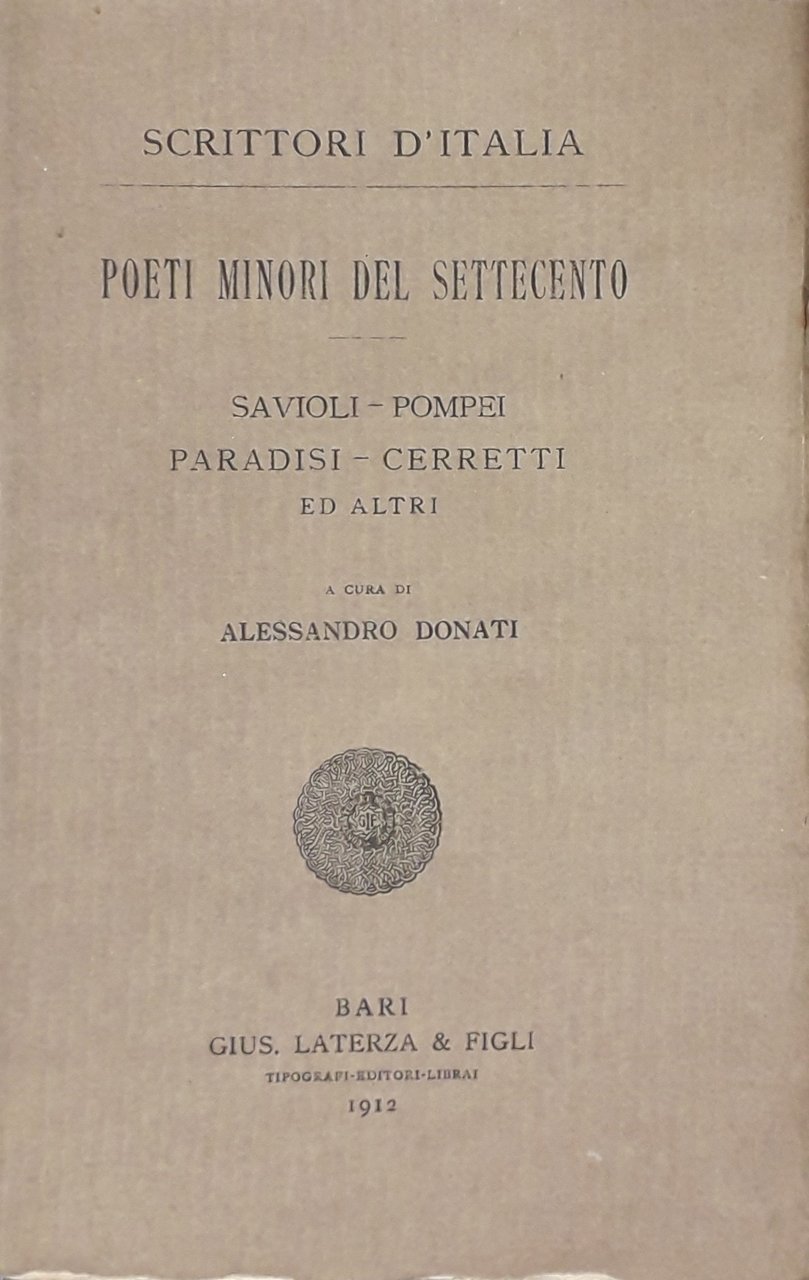 SCRITTORI D'ITALIA
POETI MINORI DEL SETTECENTO
SAVIOLI - POMPEI
PARADISI - CERRETTI
ED ALTRI
A CURA DI
ALESSANDRO DONATI
BARI
GIUS. LATERZA & FIGLI
TIPOGRAFI-EDITORI-LIBRAI
1912